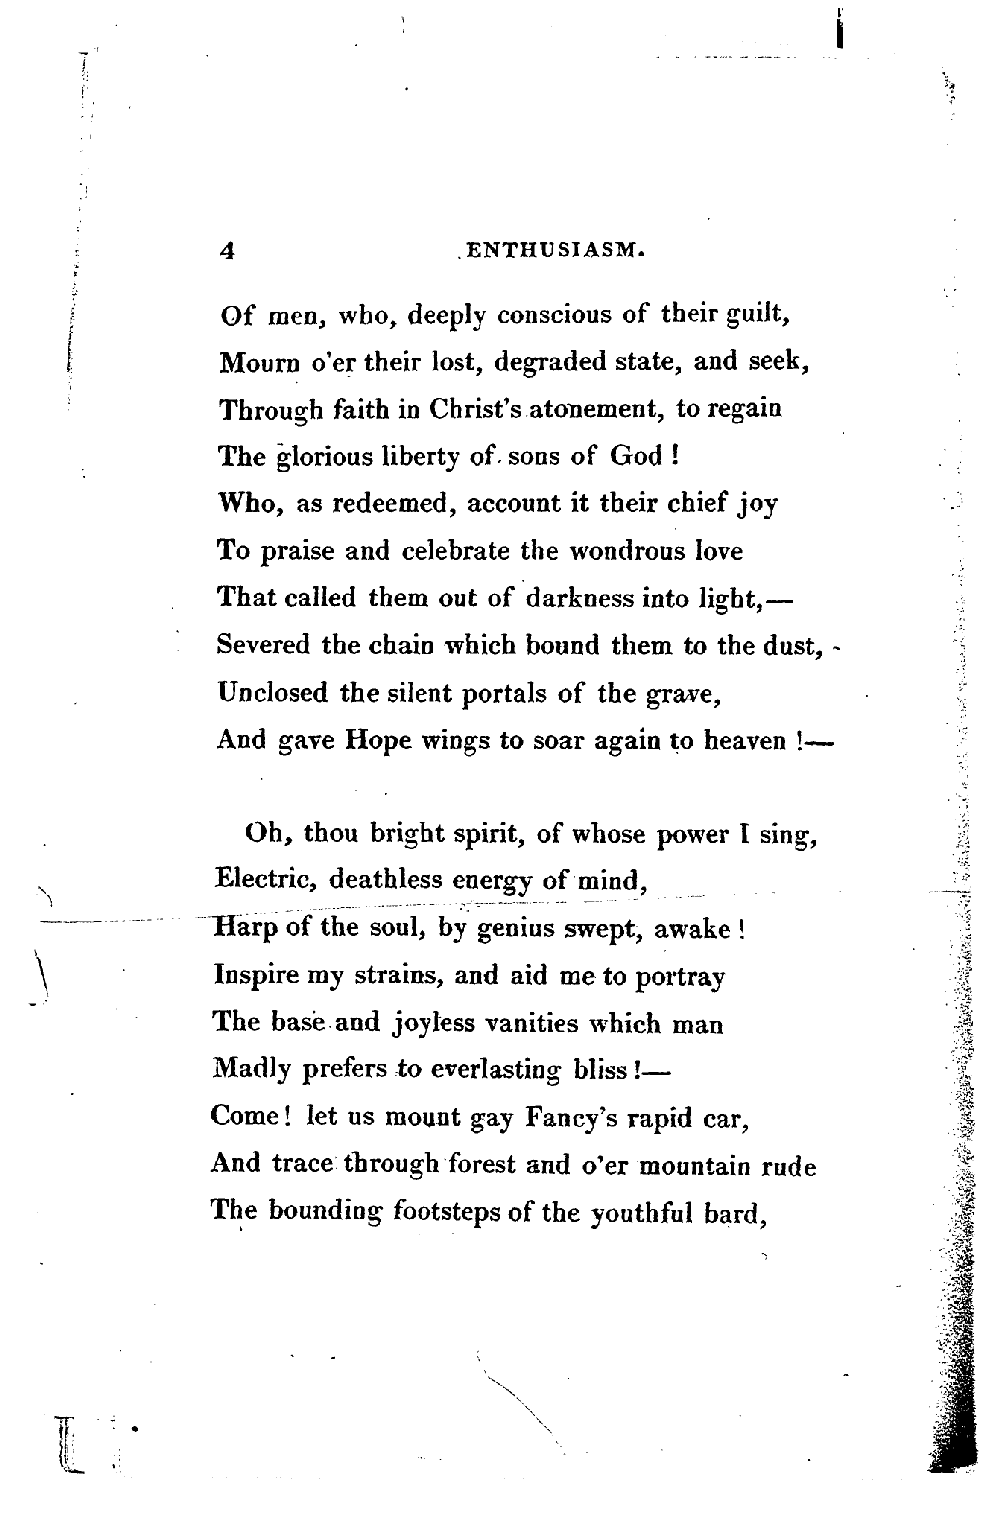 4 ENTHUSIASM.
Of men, who, deeply conscious of their guilt,
Mourn o'er their lost, degraded state, and seek,
Through faith in Christ's atonement, to regain
The glorious liberty of sons of God !
Who, as redeemed, account it their chief joy
To praise and celebrate the wondrous love
That called them out of darkness into light,—
Severed the chain which bound them to the dust,
Unclosed the silent portals of the grave,
And gave Hope wings to soar again to heaven !—
Oh, thou bright spirit, of whose power I sing,
Electric, deathless energy of mind,
Harp of the soul, by genius swept, awake !
Inspire my strains, and aid me to portray
The base and joyless vanities which man
Madly prefers to everlasting bliss !—
Come ! let us mount gay Fancy's rapid car,
And trace through forest and o'er mountain rude
The bounding footsteps of the youthful bard,